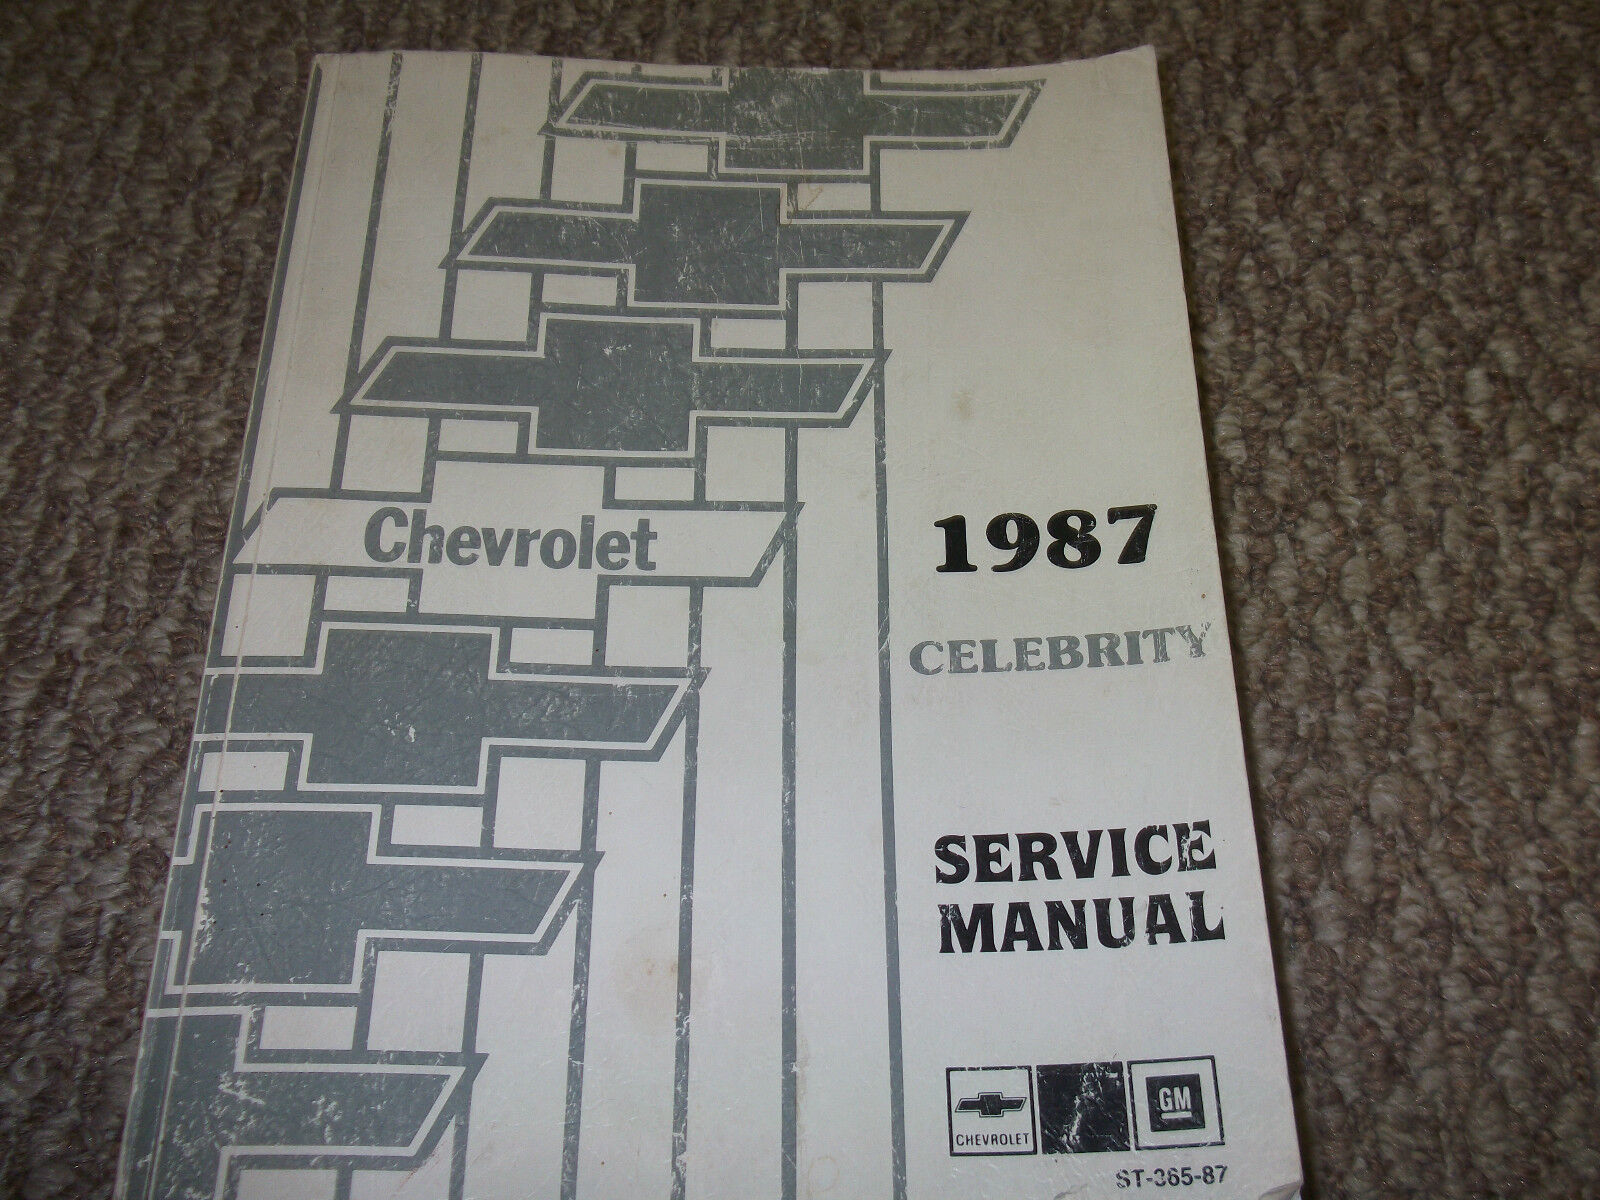 Chevrolet
1987
CELEBRITY
SERVICE
MANUAL
CHEVROLET
GM
ST-365-87